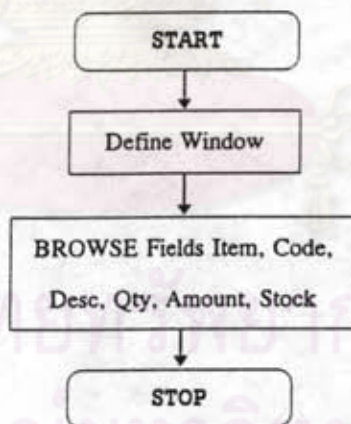 START
Define Window
BROWSE Fields Item, Code,
Desc, Qty, Amount, Stock
STOP